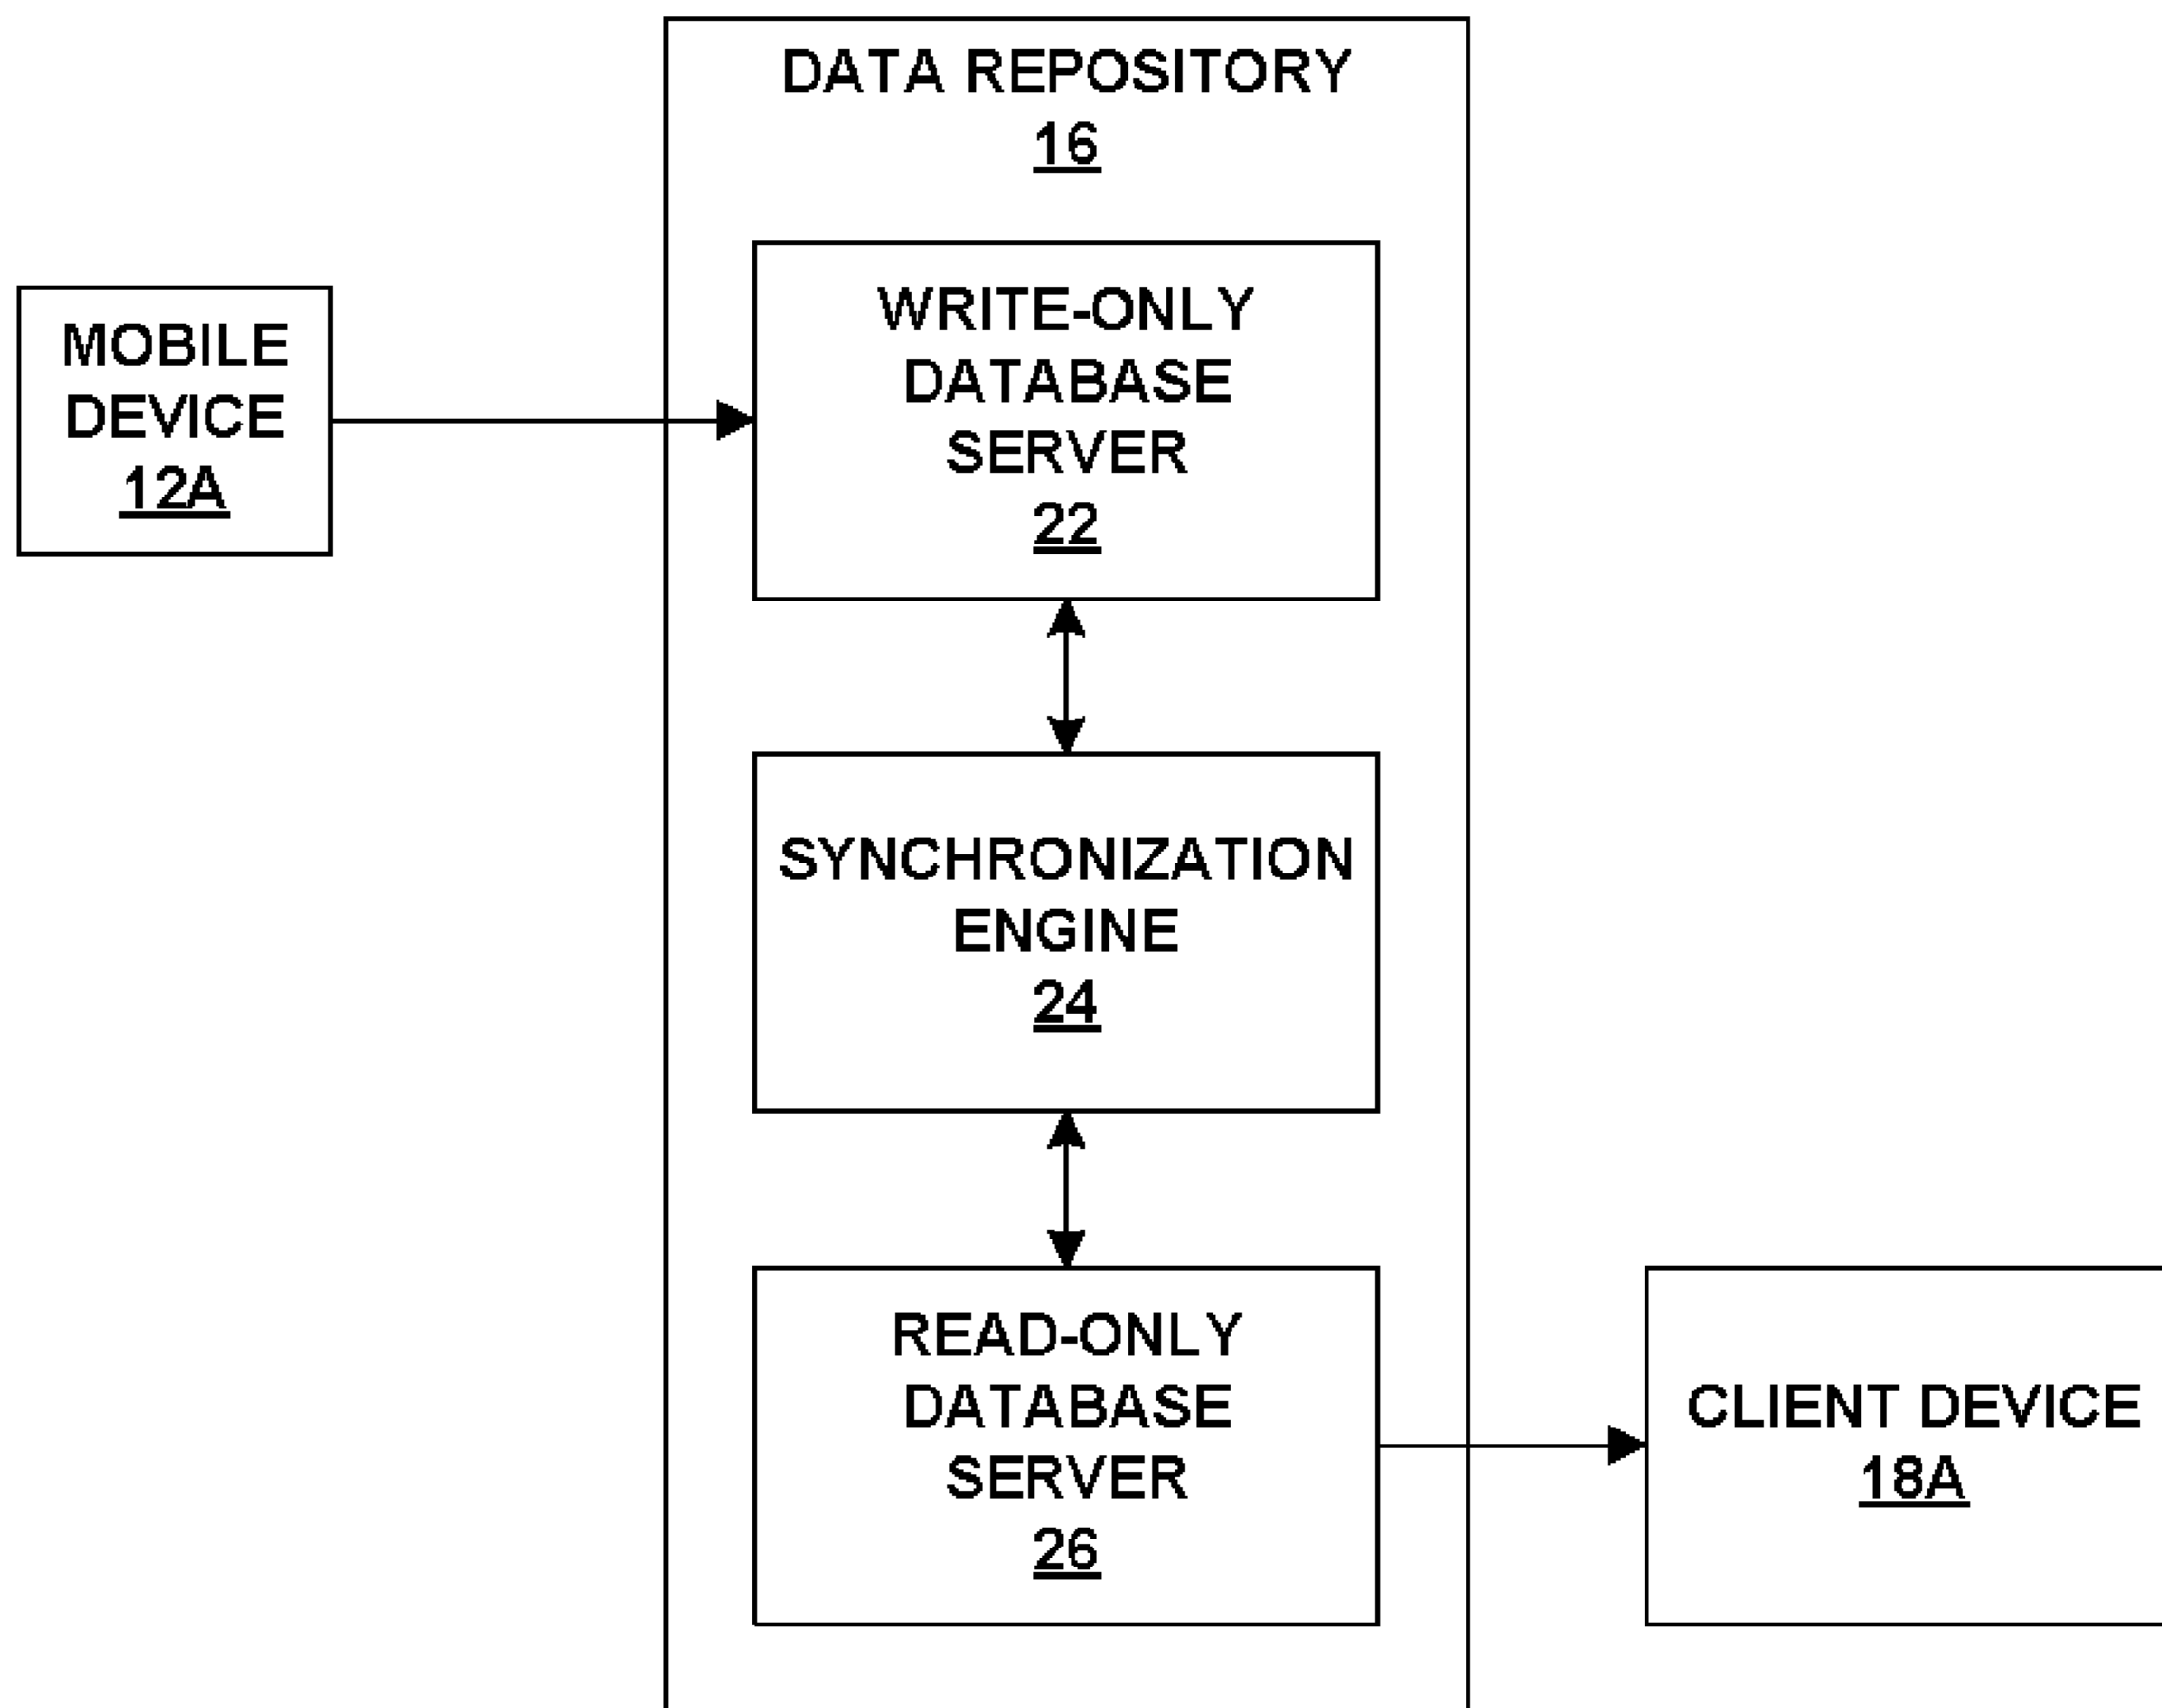 DATA REPOSITORY
16
MOBILE
DEVICE
12A
WRITE-ONLY
DATABASE
SERVER
22
SYNCHRONIZATION
ENGINE
24
READ-ONLY
DATABASE
SERVER
26
CLIENT DEVICE
18A